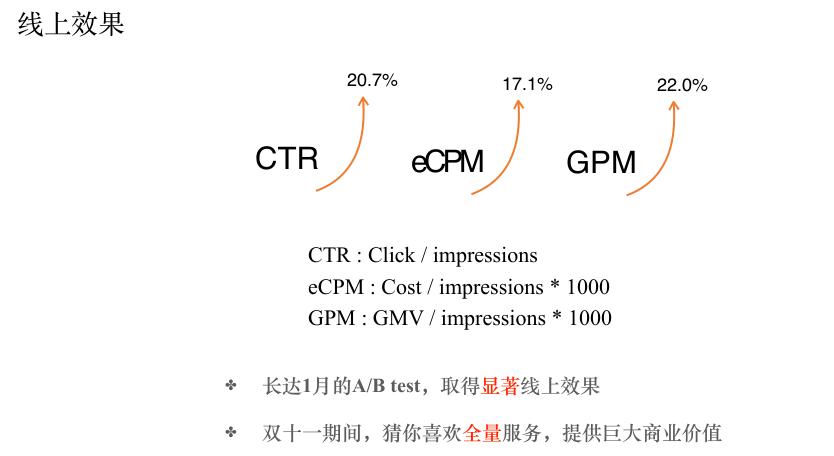 线上效果
20.7% 17.1% 22.0%
CTR eCPM GPM
CTR : Click / impressions
eCPM : Cost / impressions * 1000
GPM : GMV / impressions * 1000
✤ 长达1月的A/B test，取得显著线上效果
✤ 双十一期间，猜你喜欢全量服务，提供巨大商业价值